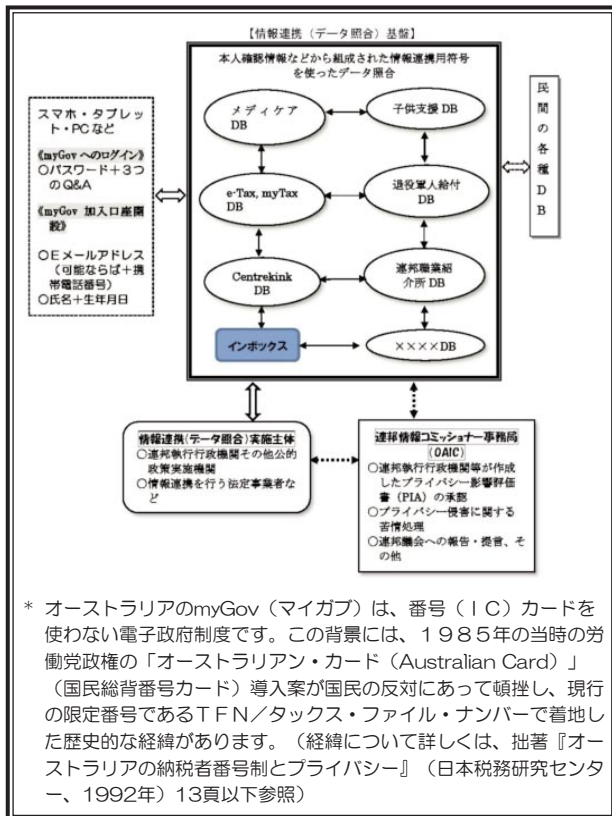 【情報連携（データ照合）基盤】
本人確認情報などから組成された情報連携用符号
を使ったデータ照合
メディケア
DB
子供支援 DB
e-Tax, myTax
DB
退役軍人給付
DB
Centrekink
DB
連邦職業紹
介所 DB
インボックス
××××DB
スマホ・タブレッ
ト・PC など
《myGov へのログイン》
○パスワード＋３つ
のＱ＆Ａ
《myGov 加入口座開
設》
○Ｅメールアドレス
（可能ならば＋携
帯電話番号）
○氏名＋生年月日
民
間
の
各
種
Ｄ
Ｂ
情報連携（データ照合）実施主体
○連邦執行行政機関その他公的
政策実施機関
○情報連携を行う法定事業者な
ど
連邦情報コミッショナー事務局
（OAIC）
○連邦執行行政機関等が作成
したプライバシー影響評価
書（PIA）の承認
○プライバシー侵害に関する
苦情処理
○連邦議会への報告・提言、そ
の他
* オーストラリアのmyGov（マイガブ）は、番号（ＩＣ）カードを
使わない電子政府制度です。この背景には、１９８５年の当時の労
働党政権の「オーストラリアン・カード（Australian Card）」
（国民総背番号カード）導入案が国民の反対にあって頓挫し、現行
の限定番号であるＴＦＮ／タックス・ファイル・ナンバーで着地し
た歴史的な経緯があります。（経緯について詳しくは、拙著『オー
ストラリアの納税者番号制とプライバシー』（日本税務研究センタ
ー、1992年）13頁以下参照）